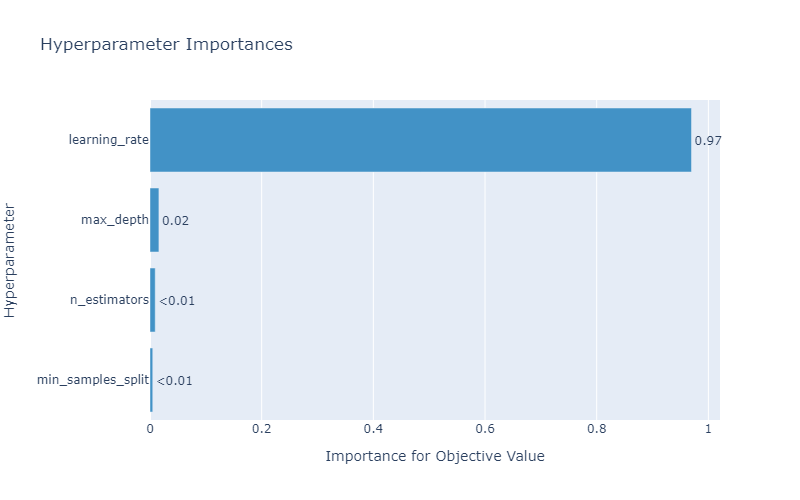 Hyperparameter Importances
Hyperparameter
learning_rate
0.97
max_depth
0.02
n_estimators
<0.01
min_samples_split
<0.01
0
0.2
0.4
0.6
0.8
1
Importance for Objective Value